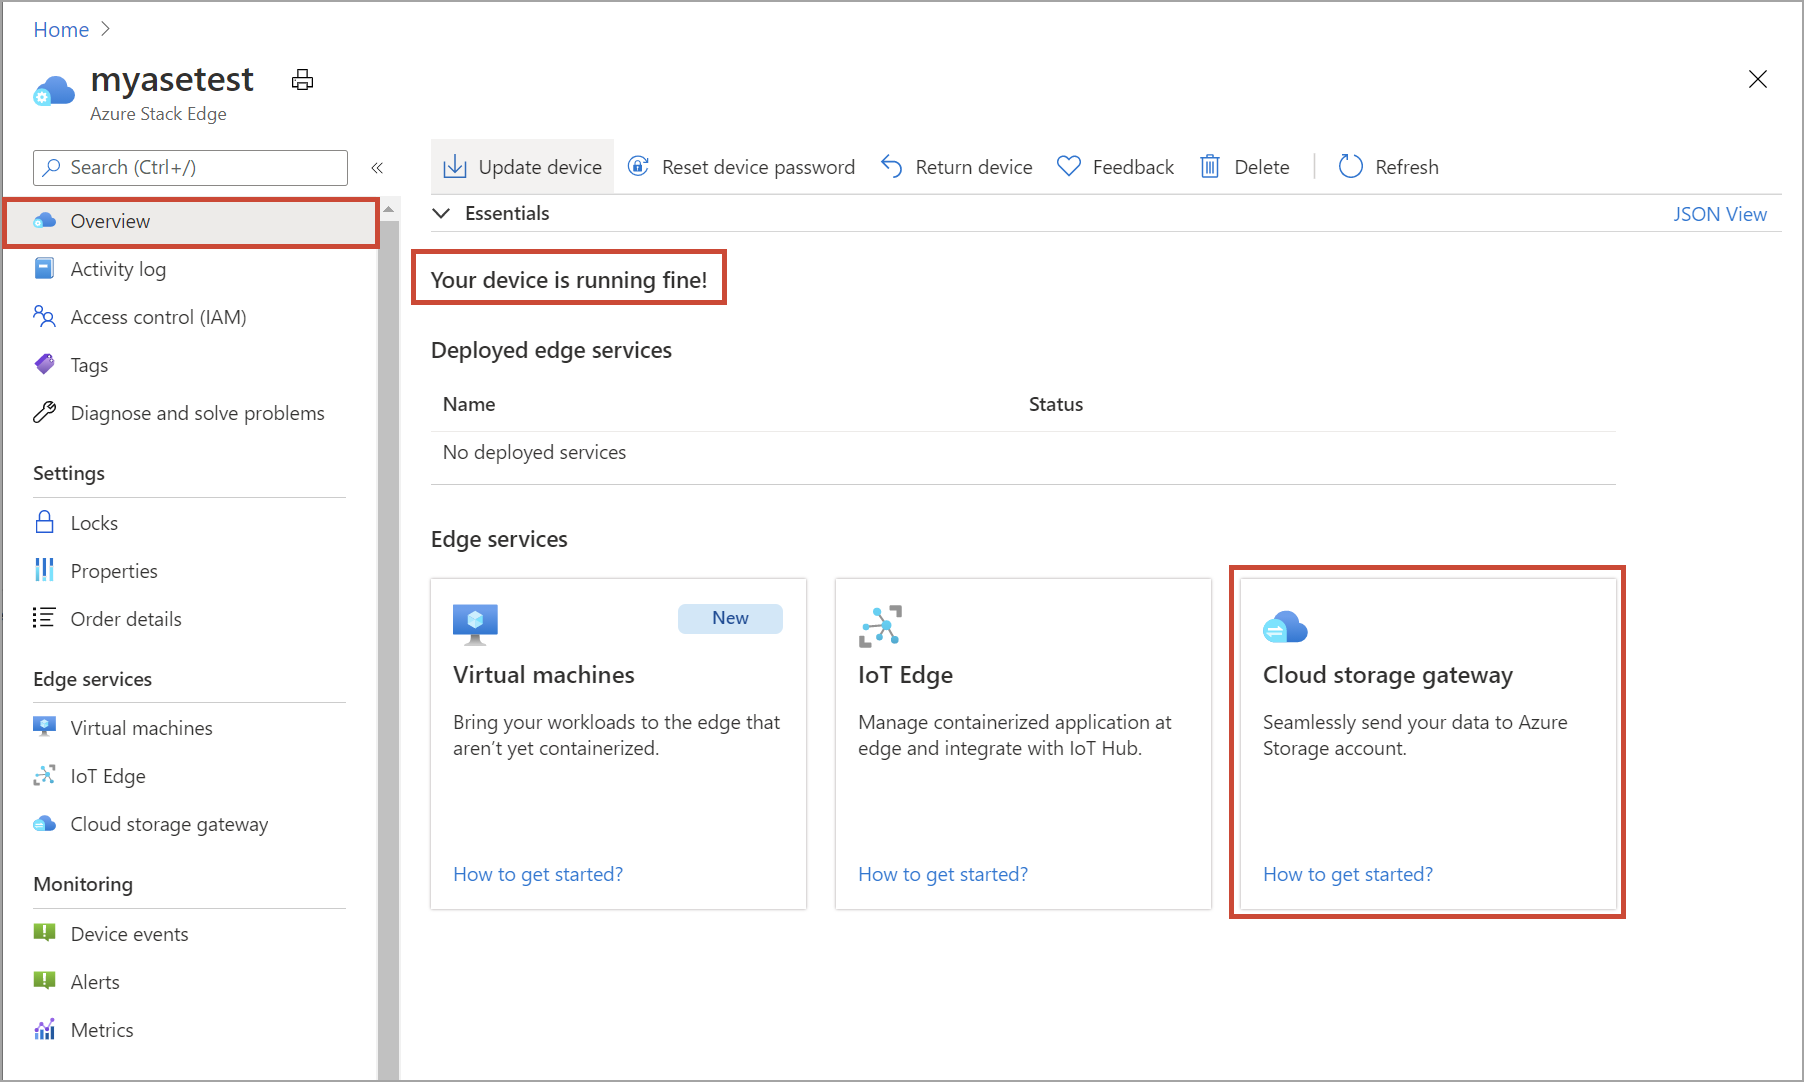 Home
myasetest
Azure Stack Edge
Search (Ctrl+/)
Overview
Activity log
Access control (IAM)
Tags
Diagnose and solve problems
Settings
Locks
Properties
Order details
Edge services
Virtual machines
IoT Edge
Cloud storage gateway
Monitoring
Device events
Alerts
Metrics
Update device
Reset device password
Return device
Feedback
Delete
Refresh
Essentials
JSON View
Your device is running fine!
Deployed edge services
Name Status
No deployed services
Edge services
New
Virtual machines
Bring your workloads to the edge that
aren’t yet containerized.
How to get started?
IoT Edge
Manage containerized application at
edge and integrate with IoT Hub.
How to get started?
Cloud storage gateway
Seamlessly send your data to Azure
Storage account.
How to get started?